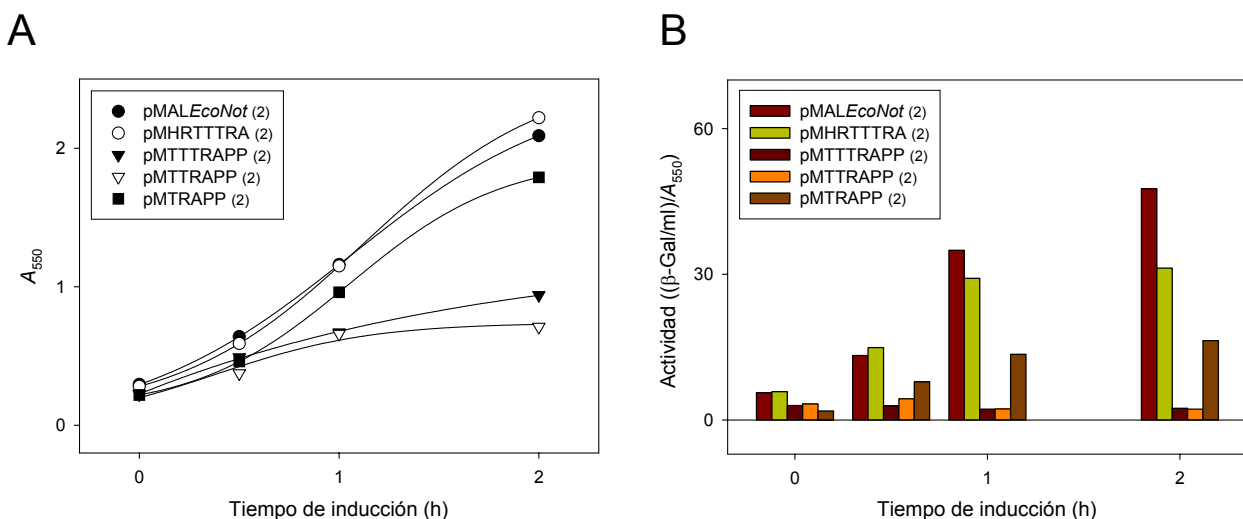 A
pMALEcoNot (2)
pMHRTTTRA (2)
pMTTTRAPP (2)
pMTTRAPP (2)
pMTRAPP (2)
A550
2
1
0
0
1
2
Tiempo de inducción (h)
B
pMALEcoNot (2)
pMHRTTTRA (2)
pMTTTRAPP (2)
pMTTRAPP (2)
pMTRAPP (2)
Actividad ((β-Gal/ml)/A550)
60
30
0
0
1
2
Tiempo de inducción (h)